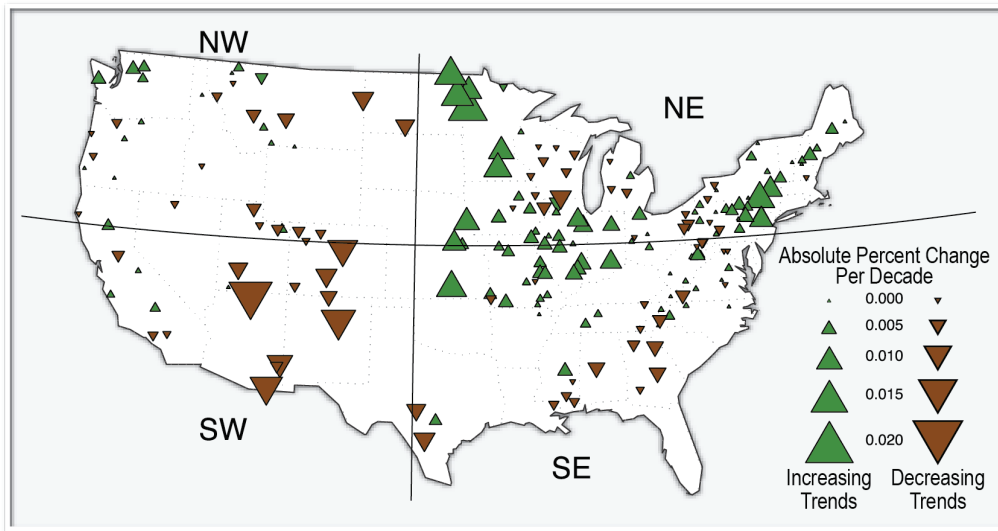 NW
NE
Absolute Percent Change
Per Decade
0.000
0.005
0.010
0.015
0.020
SW
SE
Increasing Decreasing
Trends Trends